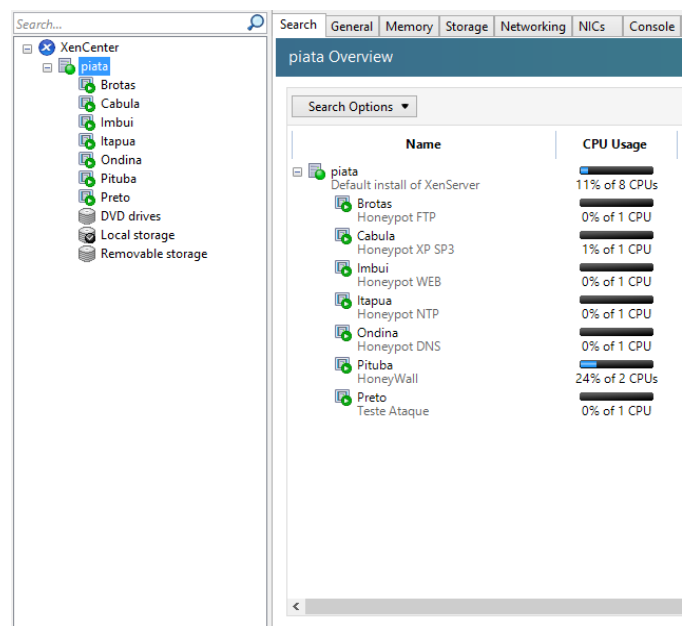 Search...
XenCenter
piata
Brotas
Cabula
Imbui
Itapua
Ondina
Pituba
Preto
DVD drives
Local storage
Removable storage
Search General Memory Storage Networking NICs Console
piata Overview
Search Options
Name CPU Usage
piata
Default install of XenServer 11% of 8 CPUs
Brotas
Honeypot FTP 0% of 1 CPU
Cabula
Honeypot XP SP3 1% of 1 CPU
Imbui
Honeypot WEB 0% of 1 CPU
Itapua
Honeypot NTP 0% of 1 CPU
Ondina
Honeypot DNS 0% of 1 CPU
Pituba
HoneyWall 24% of 2 CPUs
Preto
Teste Ataque 0% of 1 CPU